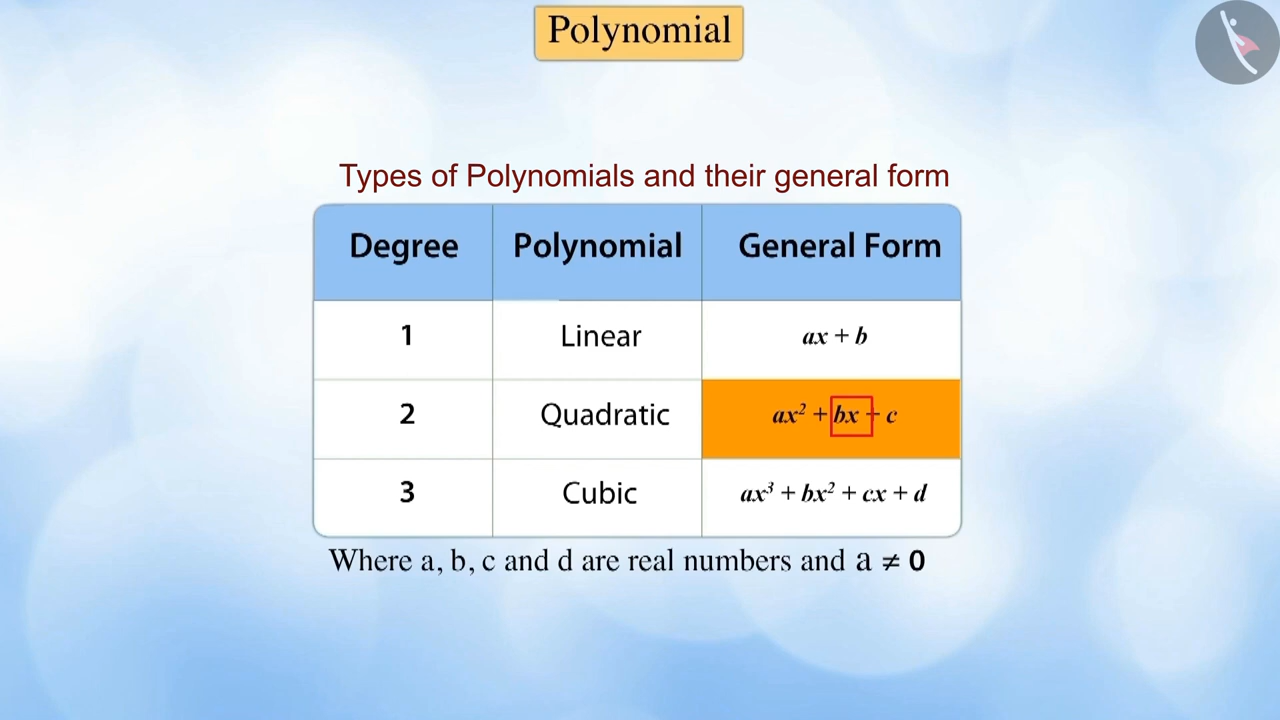 Polynomial
Types of Polynomials and their general form
Degree Polynomial General Form
1 Linear ax + b
2 Quadratic ax² + bx + c
3 Cubic ax³ + bx² + cx + d
Where a, b, c and d are real numbers and a ≠ 0